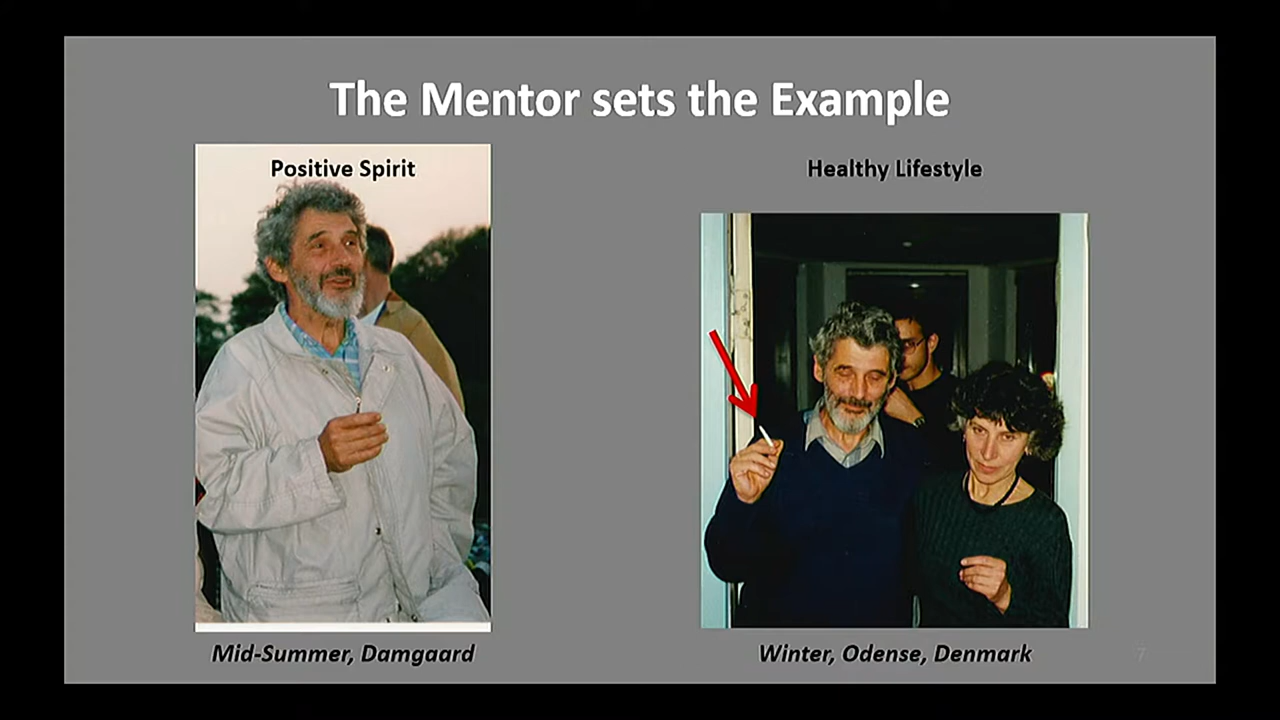 The Mentor sets the Example
Positive Spirit
Healthy Lifestyle
Mid-Summer, Damgaard
Winter, Odense, Denmark
7